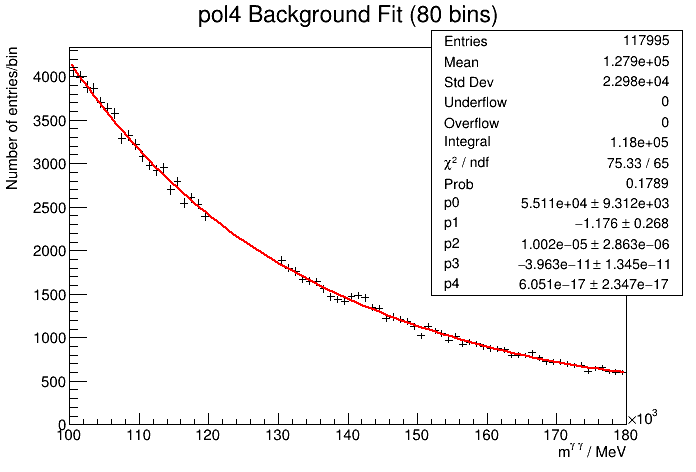 pol4 Background Fit (80 bins)
Number of entries/bin
Entries 117995
Mean 1.279e+05
Std Dev 2.298e+04
Underflow 0
Overflow 0
Integral 1.18e+05
χ² / ndf 75.33 / 65
Prob 0.1789
p0 5.511e+04 ± 9.312e+03
p1 −1.176 ± 0.268
p2 1.002e-05 ± 2.863e-06
p3 −3.963e-11 ± 1.345e-11
p4 6.051e-17 ± 2.347e-17
4000
3500
3000
2500
2000
1500
1000
500
0
100 110 120 130 140 150 160 170 180
×10³
m^γγ / MeV